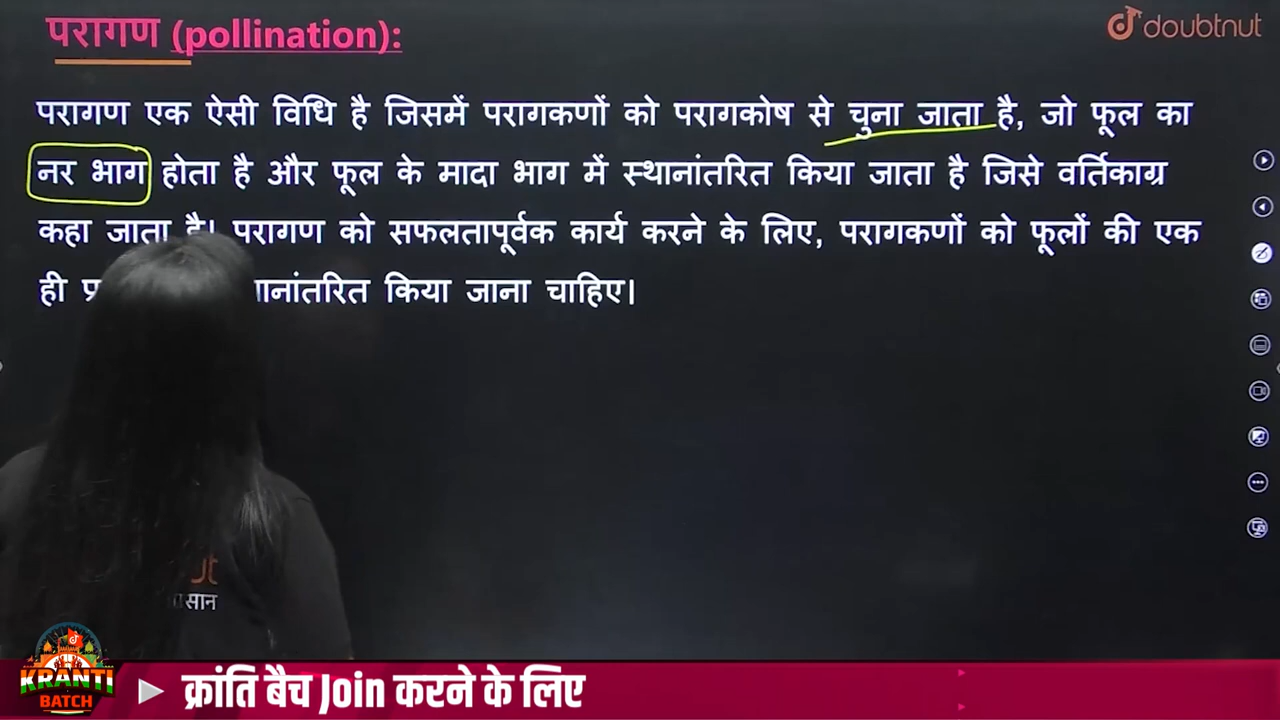 परागण (pollination):
doubtnut
परागण एक ऐसी विधि है जिसमें परागकणों को परागकोष से चुना जाता है, जो फूल का
नर भाग होता है और फूल के मादा भाग में स्थानांतरित किया जाता है जिसे वर्तिकाग्र
कहा जाता है। परागण को सफलतापूर्वक कार्य करने के लिए, परागकणों को फूलों की एक
ही किया जाना चाहिए।
KRANTI
BATCH
क्रांति बैच Join करने के लिए